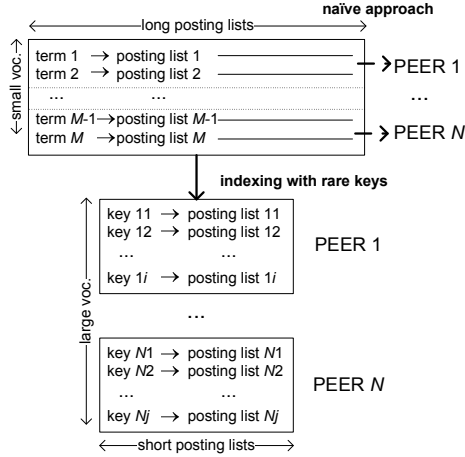 naïve approach
long posting lists
small voc.
term 1 → posting list 1
term 2 → posting list 2
... ...
term M-1 → posting list M-1
term M → posting list M
PEER 1
...
PEER N
indexing with rare keys
large voc.
key 11 → posting list 11
key 12 → posting list 12
... ...
key 1i → posting list 1i
PEER 1
...
key N1 → posting list N1
key N2 → posting list N2
... ...
key Nj → posting list Nj
PEER N
short posting lists